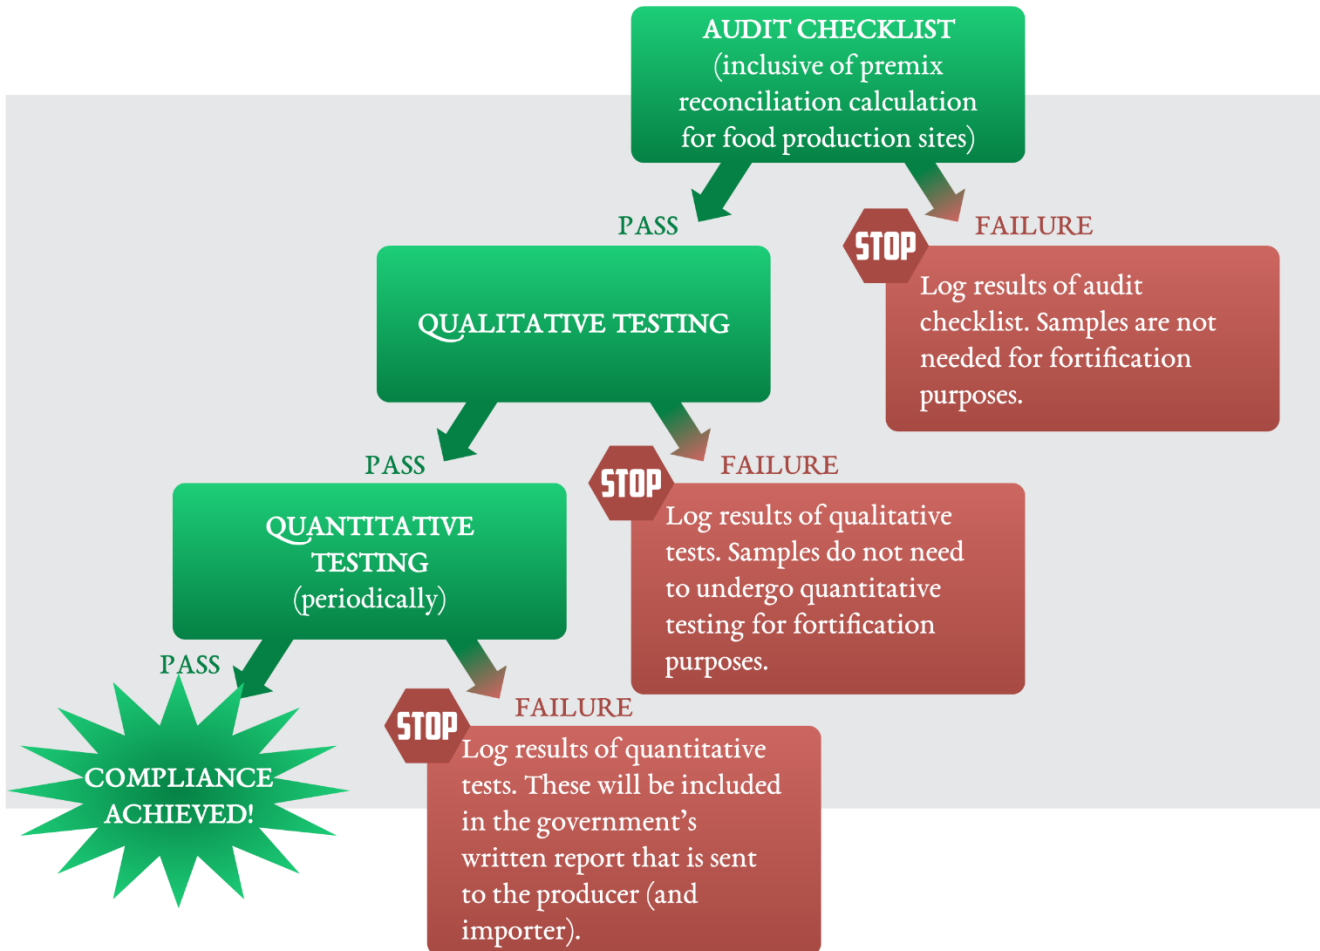 AUDIT CHECKLIST
(inclusive of premix
reconciliation calculation
for food production sites)
PASS
STOP
FAILURE
Log results of audit
checklist. Samples are not
needed for fortification
purposes.
QUALITATIVE TESTING
PASS
STOP
FAILURE
Log results of qualitative
tests. Samples do not need
to undergo quantitative
testing for fortification
purposes.
QUANTITATIVE
TESTING
(periodically)
PASS
STOP
FAILURE
Log results of quantitative
tests. These will be included
in the government’s
written report that is sent
to the producer (and
importer).
COMPLIANCE
ACHIEVED!